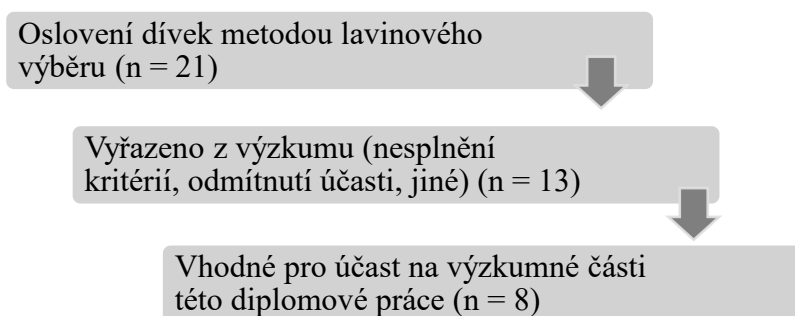 Oslovení dívek metodou lavinového
výběru (n = 21)
Vyřazeno z výzkumu (nesplnění
kritérií, odmítnutí účasti, jiné) (n = 13)
Vhodné pro účast na výzkumné části
této diplomové práce (n = 8)